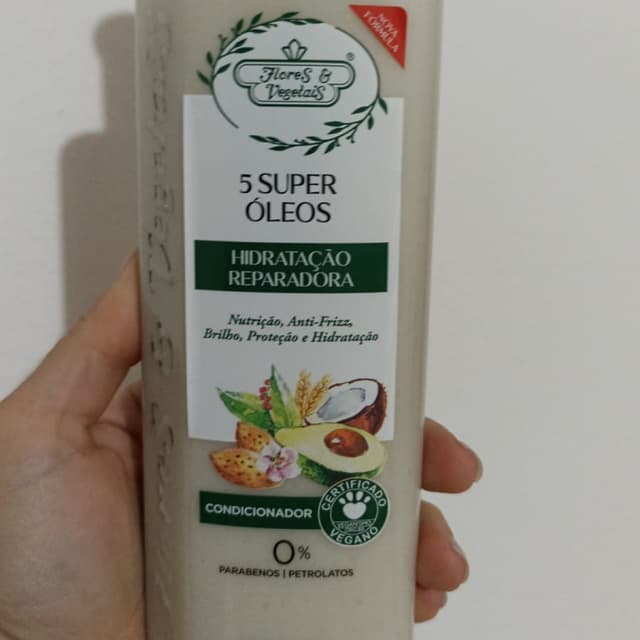 NOVA
FÓRMULA
Flores &
Vegetais
®
5 SUPER
ÓLEOS
HIDRATAÇÃO
REPARADORA
Nutrição, Anti-Frizz,
Brilho, Proteção e Hidratação
CONDICIONADOR
CERTIFICADO
VEGANO
0%
PARABENOS | PETROLATOS